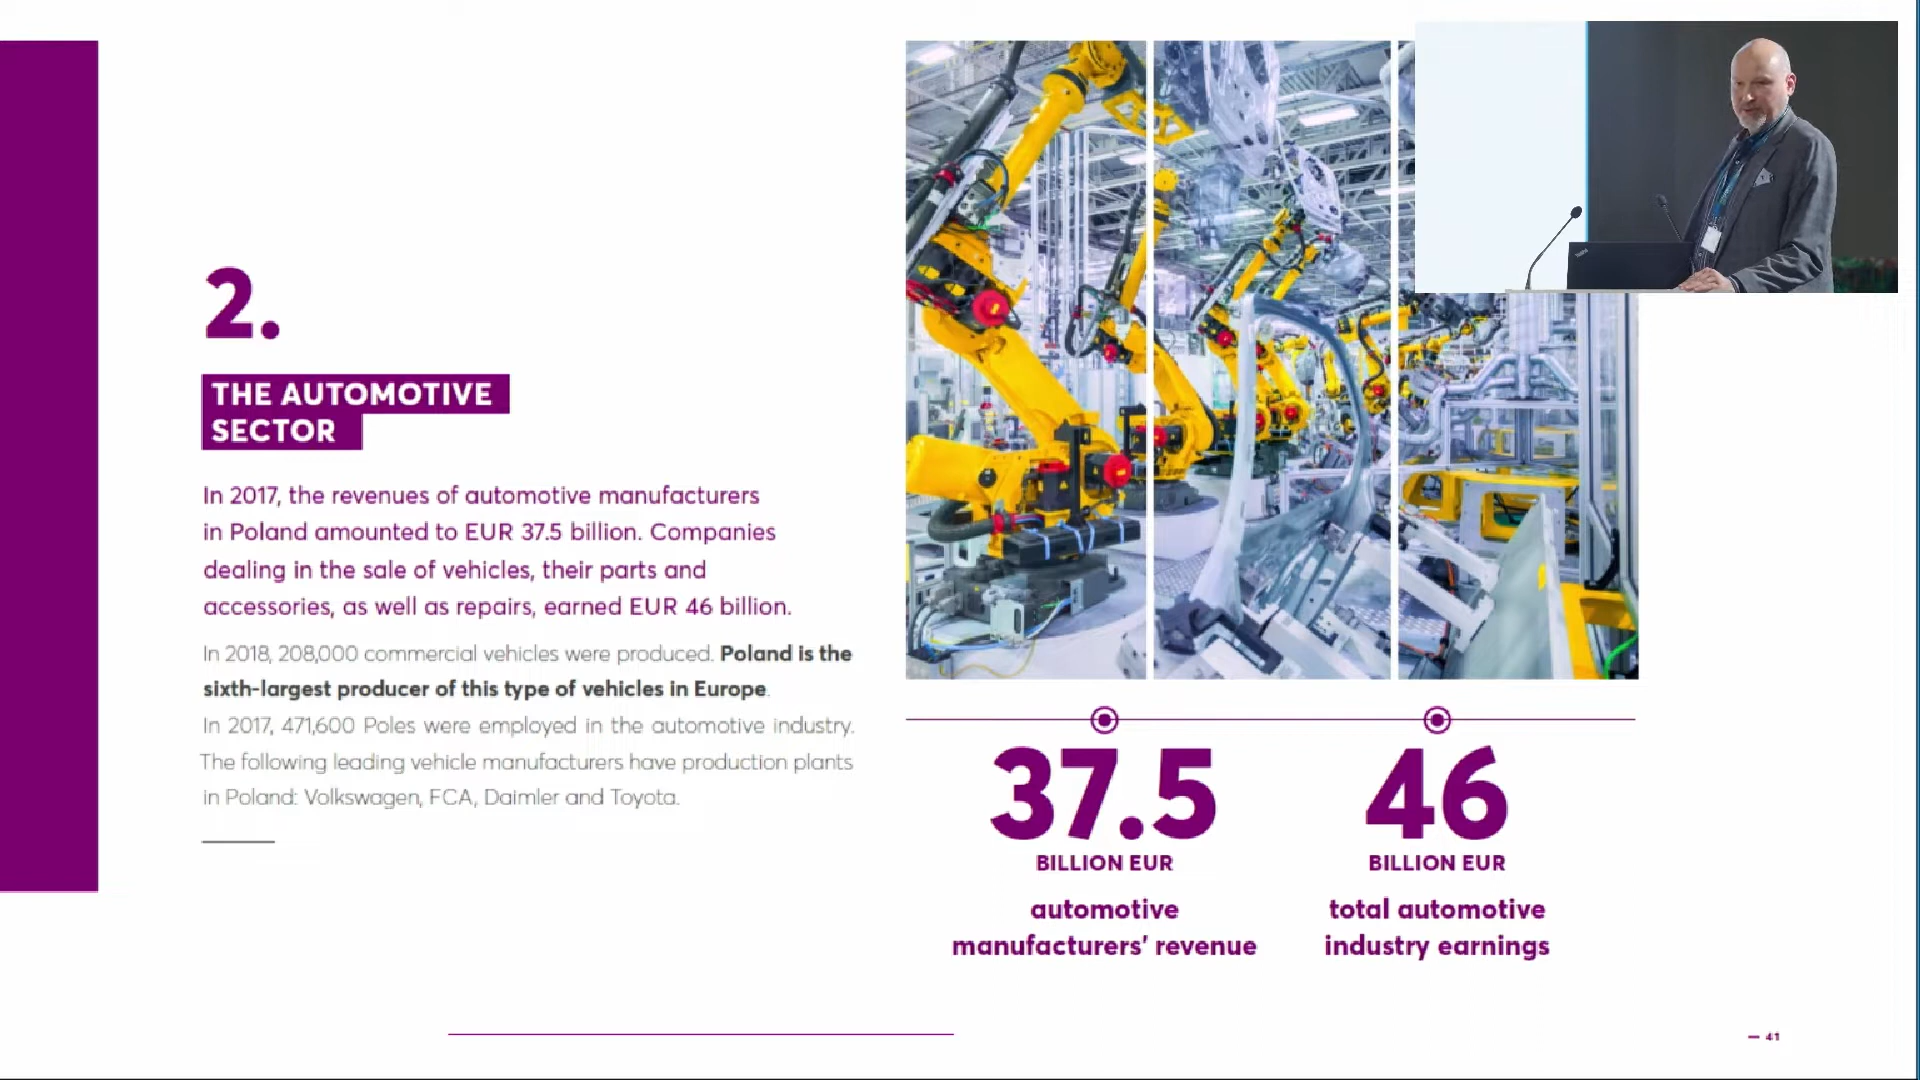 2.
THE AUTOMOTIVE
SECTOR
In 2017, the revenues of automotive manufacturers
in Poland amounted to EUR 37.5 billion. Companies
dealing in the sale of vehicles, their parts and
accessories, as well as repairs, earned EUR 46 billion.
In 2018, 208,000 commercial vehicles were produced. Poland is the
sixth-largest producer of this type of vehicles in Europe.
In 2017, 471,600 Poles were employed in the automotive industry.
The following leading vehicle manufacturers have production plants
in Poland: Volkswagen, FCA, Daimler and Toyota.
37.5
BILLION EUR
automotive
manufacturers' revenue
46
BILLION EUR
total automotive
industry earnings
— 41